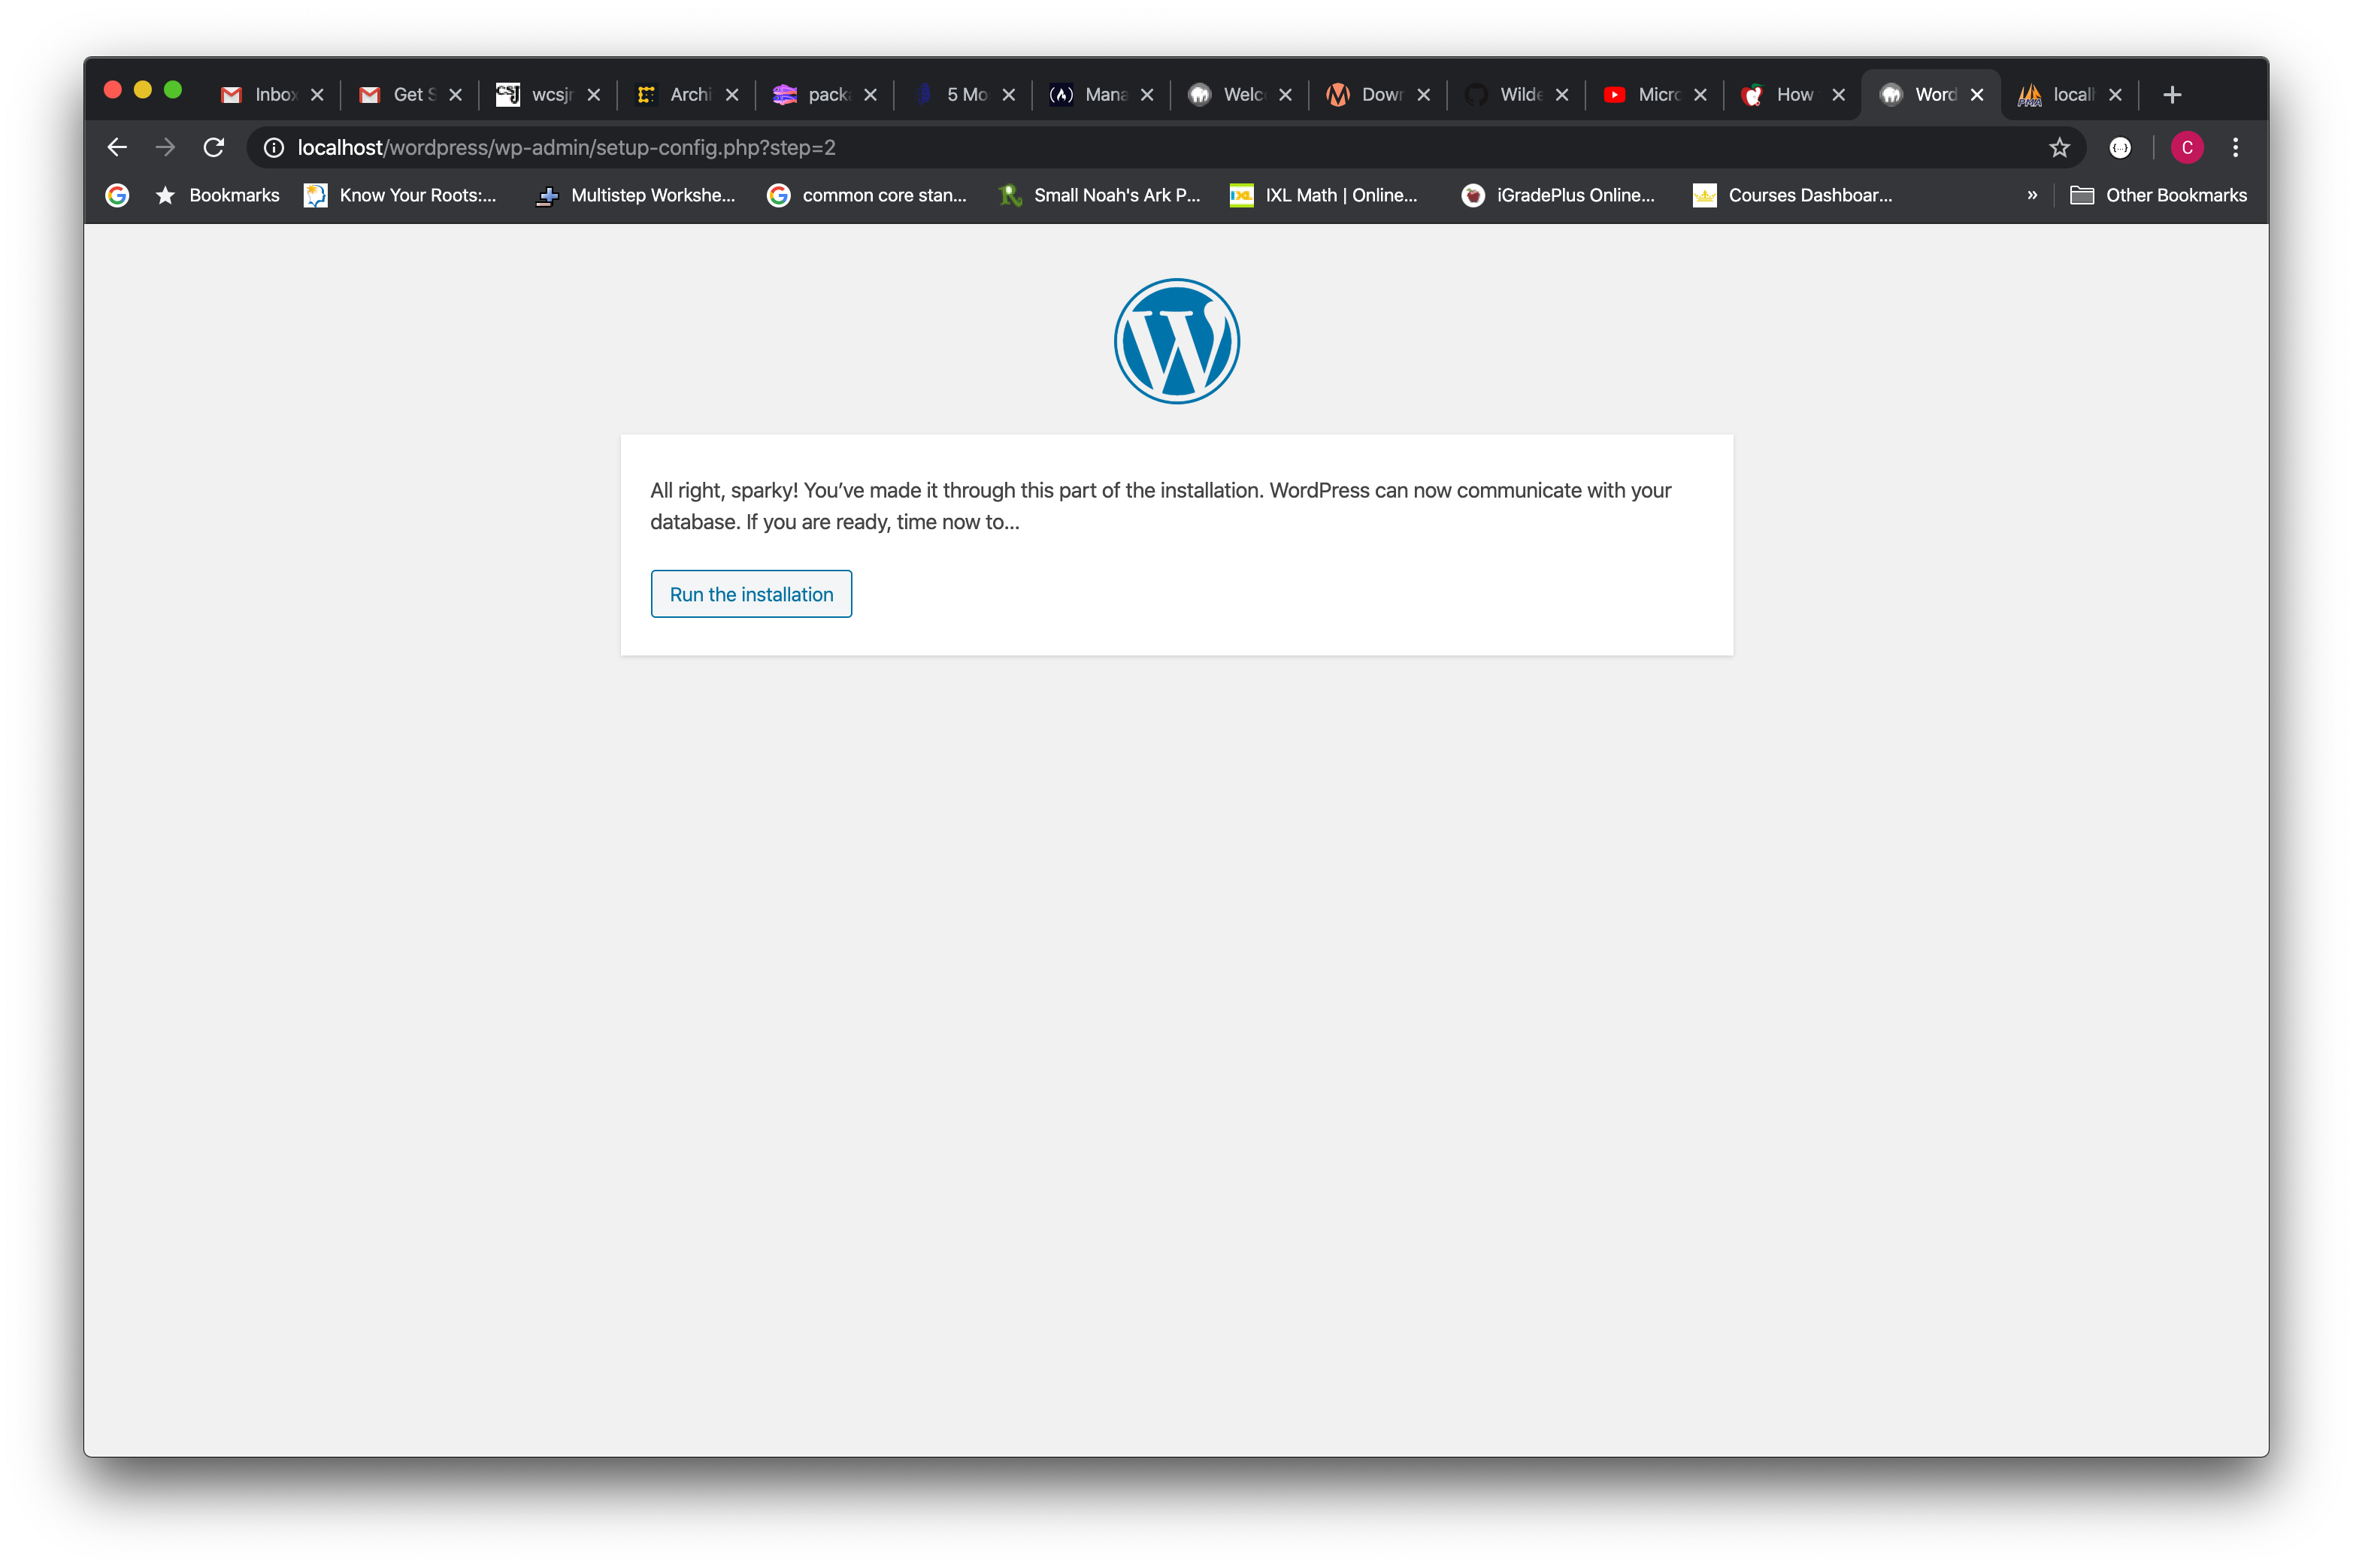 Inbox
Get S
wcsjr
Archi
pack
5 Mo
Mana
Welc
Dow
Wilde
Micro
How
Word
local
localhost/wordpress/wp-admin/setup-config.php?step=2
C
Bookmarks
Know Your Roots:...
Multistep Workshe...
common core stan...
Small Noah's Ark P...
IXL Math | Online...
iGradePlus Online...
Courses Dashboar...
»
Other Bookmarks
All right, sparky! You’ve made it through this part of the installation. WordPress can now communicate with your
database. If you are ready, time now to…
Run the installation